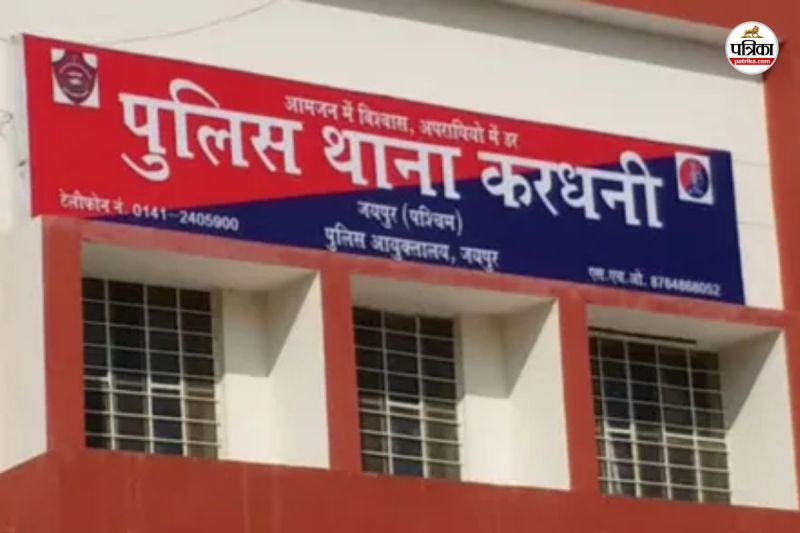 पत्रिका
patrika.com
आमजन में विश्वास, अपराधियो में डर
पुलिस थाना करधनी
टेलीफोन नं. 0141-2405900
जयपुर (पश्चिम)
पुलिस आयुक्तालय, जयपुर
एस.एच.ओ. 8764868052